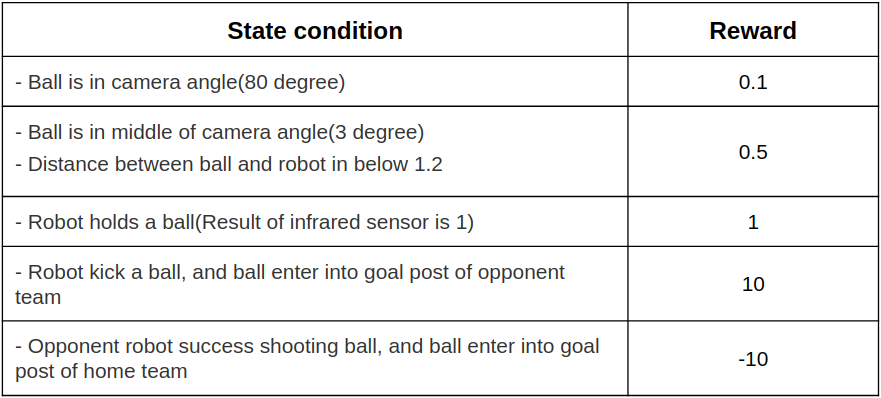 State condition
Reward
- Ball is in camera angle(80 degree)
0.1
- Ball is in middle of camera angle(3 degree)
- Distance between ball and robot in below 1.2
0.5
- Robot holds a ball(Result of infrared sensor is 1)
1
- Robot kick a ball, and ball enter into goal post of opponent
team
10
- Opponent robot success shooting ball, and ball enter into goal
post of home team
-10